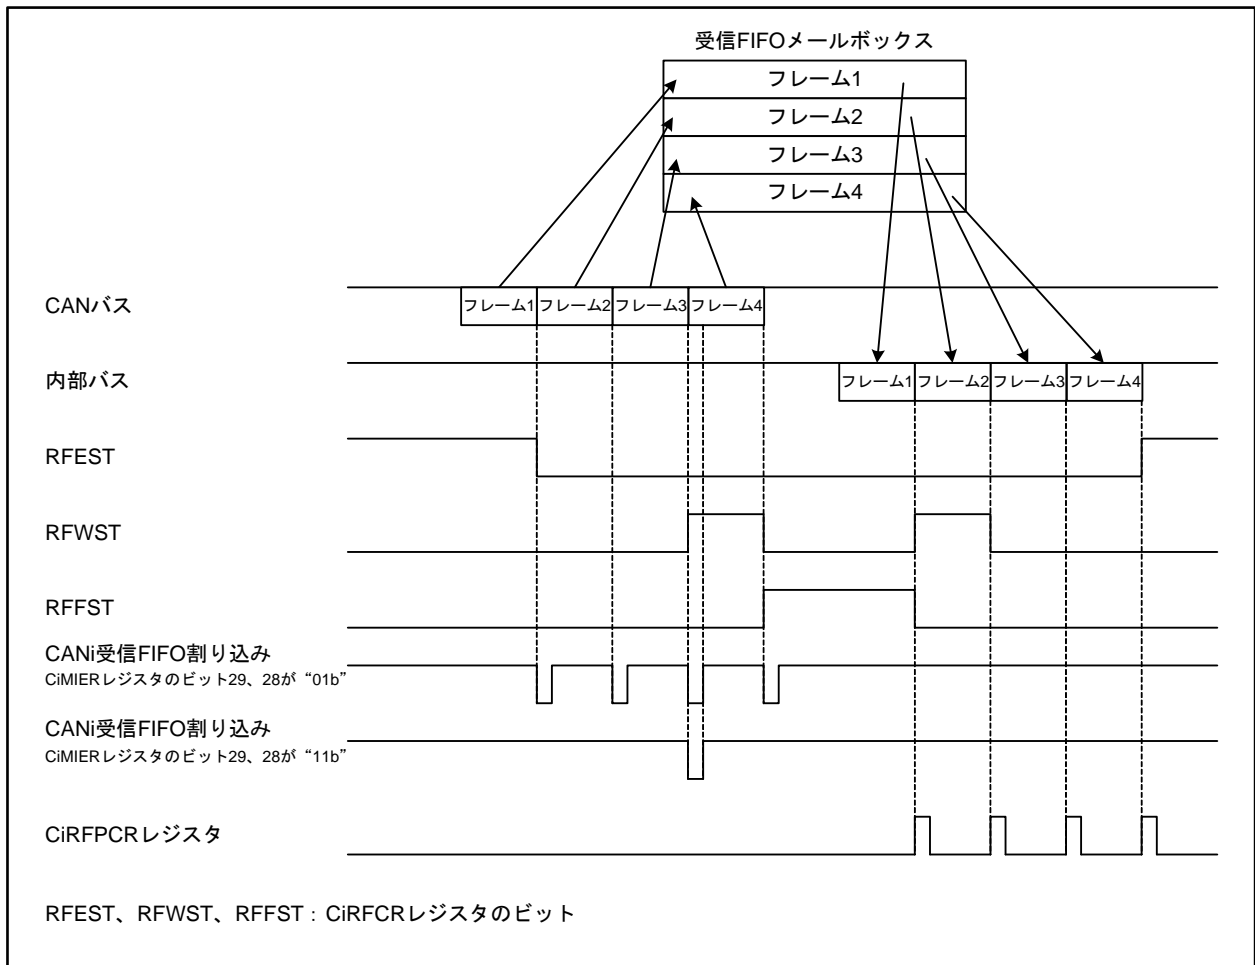 受信FIFOメールボックス
フレーム1
フレーム2
フレーム3
フレーム4
CANバス
フレーム1 フレーム2 フレーム3 フレーム4
内部バス
フレーム1 フレーム2 フレーム3 フレーム4
RFEST
RFWST
RFFST
CANi受信FIFO割り込み
CiMIERレジスタのビット29、28が“01b”
CANi受信FIFO割り込み
CiMIERレジスタのビット29、28が“11b”
CiRFPCRレジスタ
RFEST、RFWST、RFFST : CiRFCRレジスタのビット